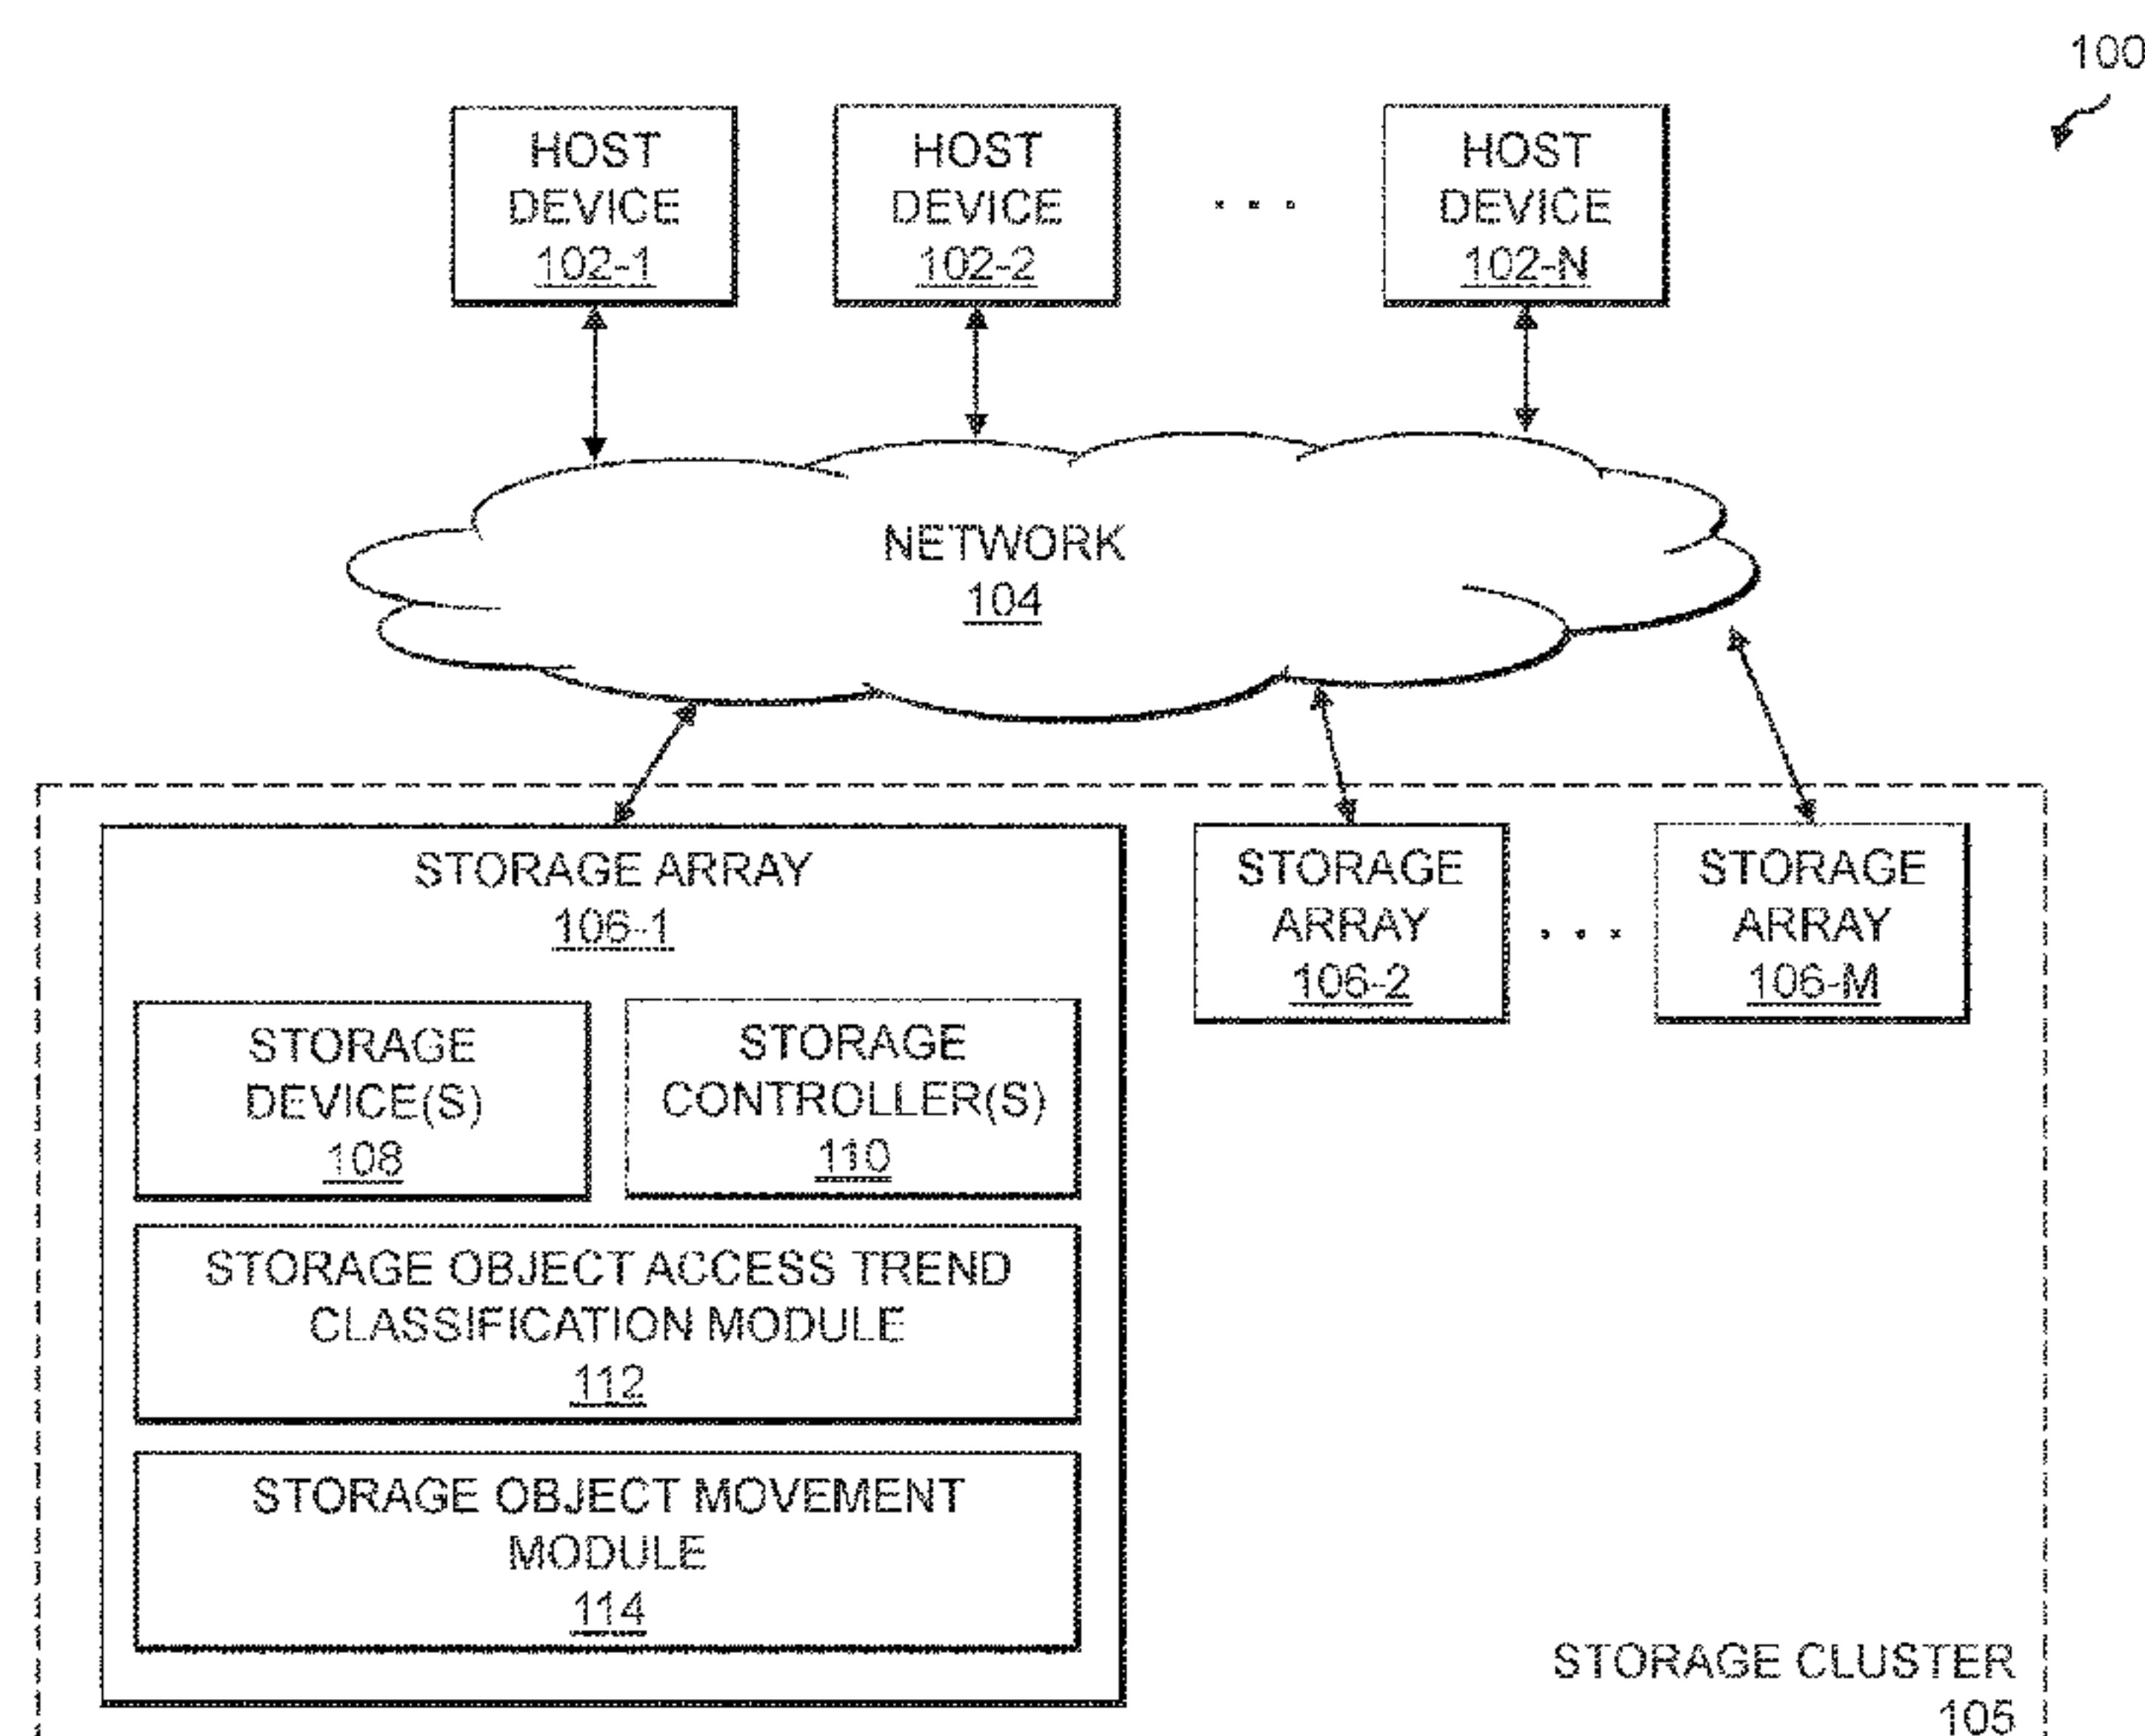 100
HOST
DEVICE
102-1
HOST
DEVICE
102-2
. . .
HOST
DEVICE
102-N
NETWORK
104
STORAGE ARRAY
106-1
STORAGE
DEVICE(S)
108
STORAGE
CONTROLLER(S)
110
STORAGE OBJECT ACCESS TREND
CLASSIFICATION MODULE
112
STORAGE OBJECT MOVEMENT
MODULE
114
STORAGE
ARRAY
106-2
. . .
STORAGE
ARRAY
106-M
STORAGE CLUSTER
105